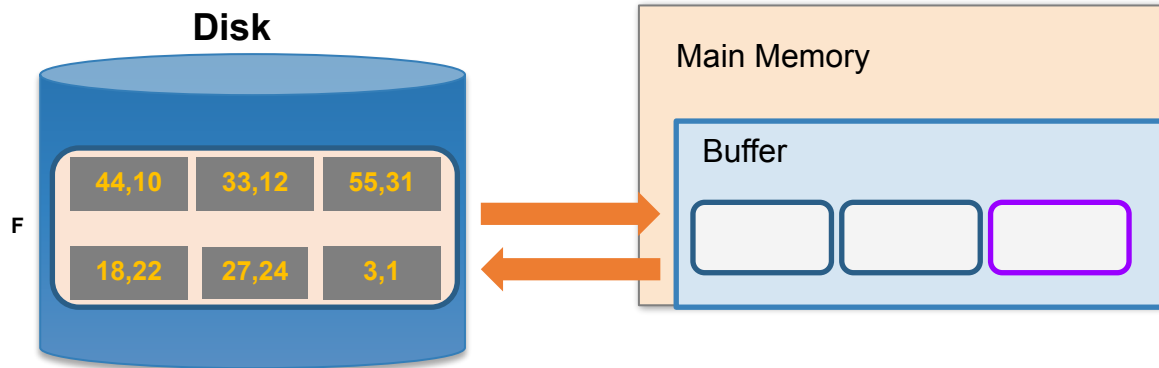 Disk
Main Memory
Buffer
44,10 33,12 55,31
F
18,22 27,24 3,1